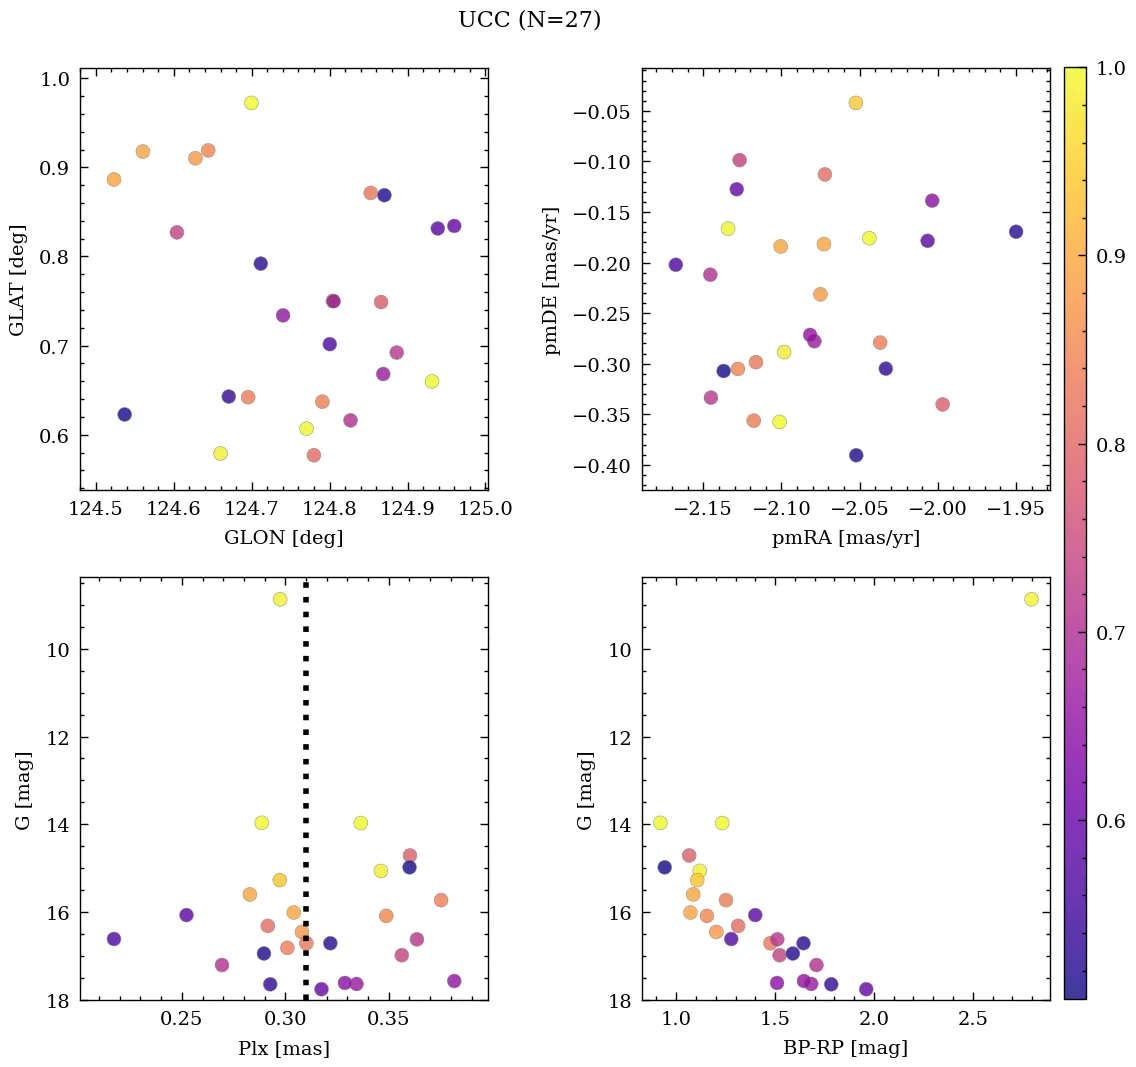 UCC (N=27)
1.0
0.9
0.8
0.7
0.6
GLAT [deg]
124.5 124.6 124.7 124.8 124.9 125.0
GLON [deg]
−0.05
−0.10
−0.15
−0.20
−0.25
−0.30
−0.35
−0.40
pmDE [mas/yr]
−2.15 −2.10 −2.05 −2.00 −1.95
pmRA [mas/yr]
10
12
14
16
18
G [mag]
0.25 0.30 0.35
Plx [mas]
10
12
14
16
18
G [mag]
1.0 1.5 2.0 2.5
BP-RP [mag]
1.0
0.9
0.8
0.7
0.6